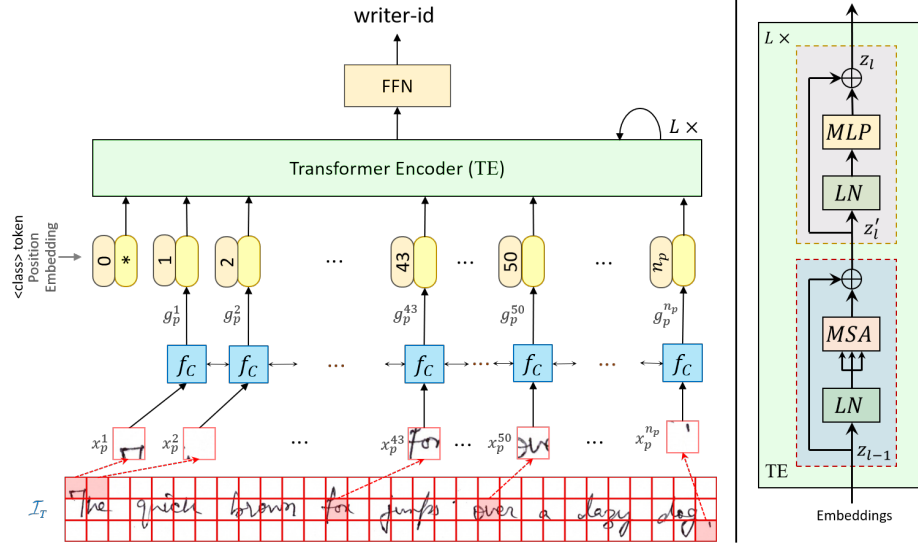 writer-id
FFN
L ×
Transformer Encoder (TE)
<class> token
Position
Embedding
0 * 1 2 ... 43 ... 50 ... n_p
g_p^1 g_p^2 g_p^43 g_p^50 g_p^{n_p}
f_C f_C ... f_C ... f_C ... f_C
x_p^1 x_p^2 ... x_p^43 for ... x_p^50 ov ... x_p^{n_p}
I_T The quick brown fox jumps over a lazy dog.
L ×
z_l
MLP
LN
z_l'
MSA
LN
z_{l-1}
TE
Embeddings